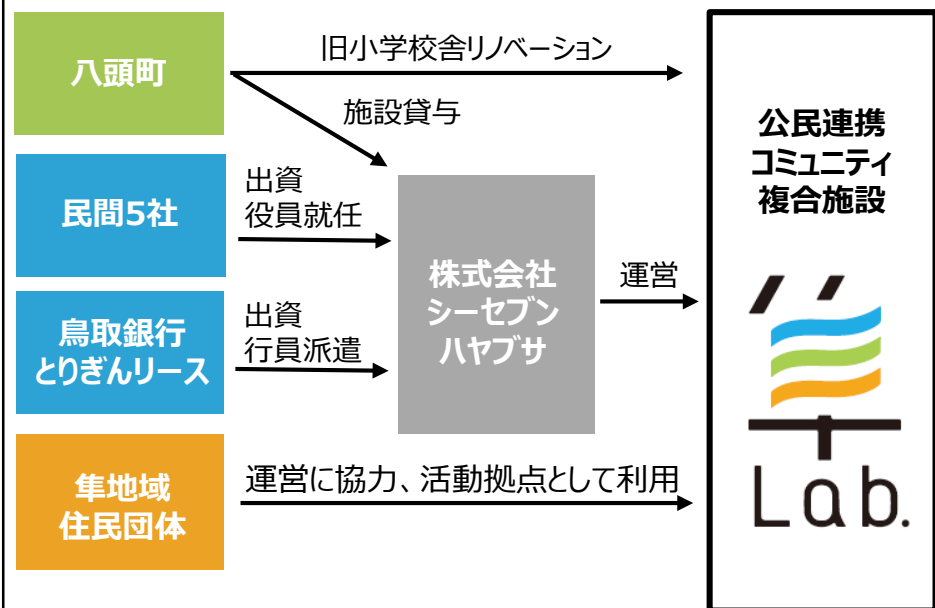 八頭町
旧小学校舎リノベーション
施設貸与
民間5社
出資
役員就任
鳥取銀行
とりぎんリース
出資
行員派遣
株式会社
シーセブン
ハヤブサ
運営
隼地域
住民団体
運営に協力、活動拠点として利用
公民連携
コミュニティ
複合施設
隼
Lab.